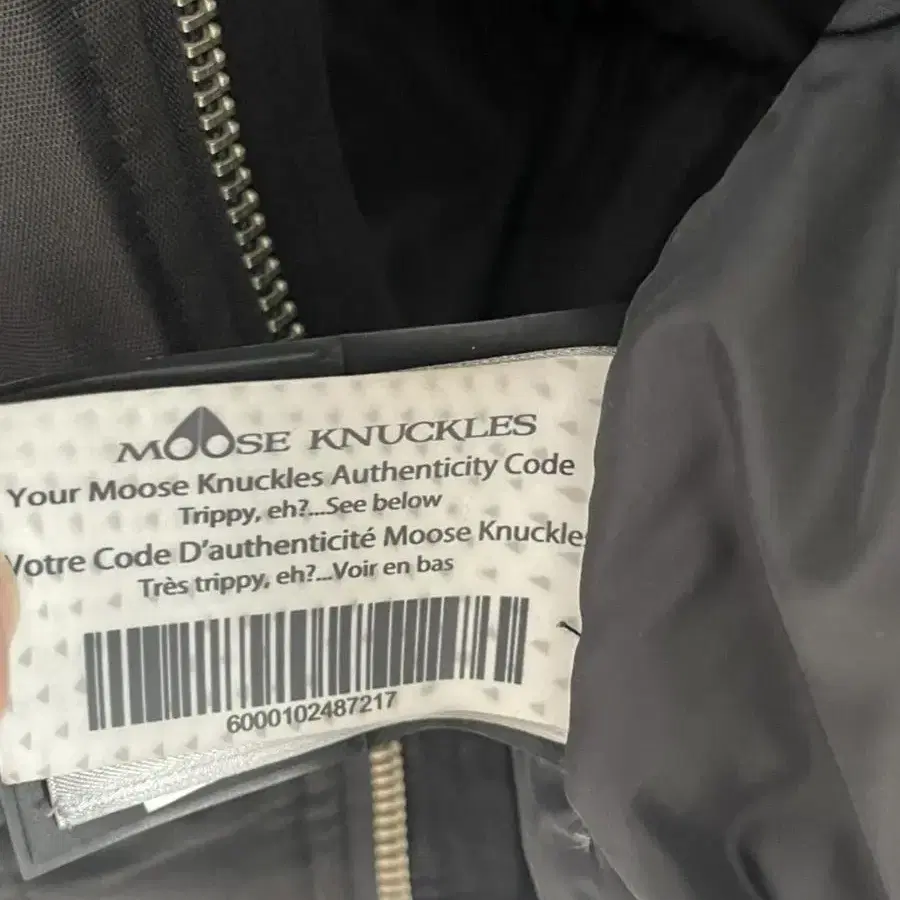 MOOSE KNUCKLES
Your Moose Knuckles Authenticity Code
Trippy, eh?...See below
Votre Code D'authenticité Moose Knuckle
Très trippy, eh?...Voir en bas
6000102487217